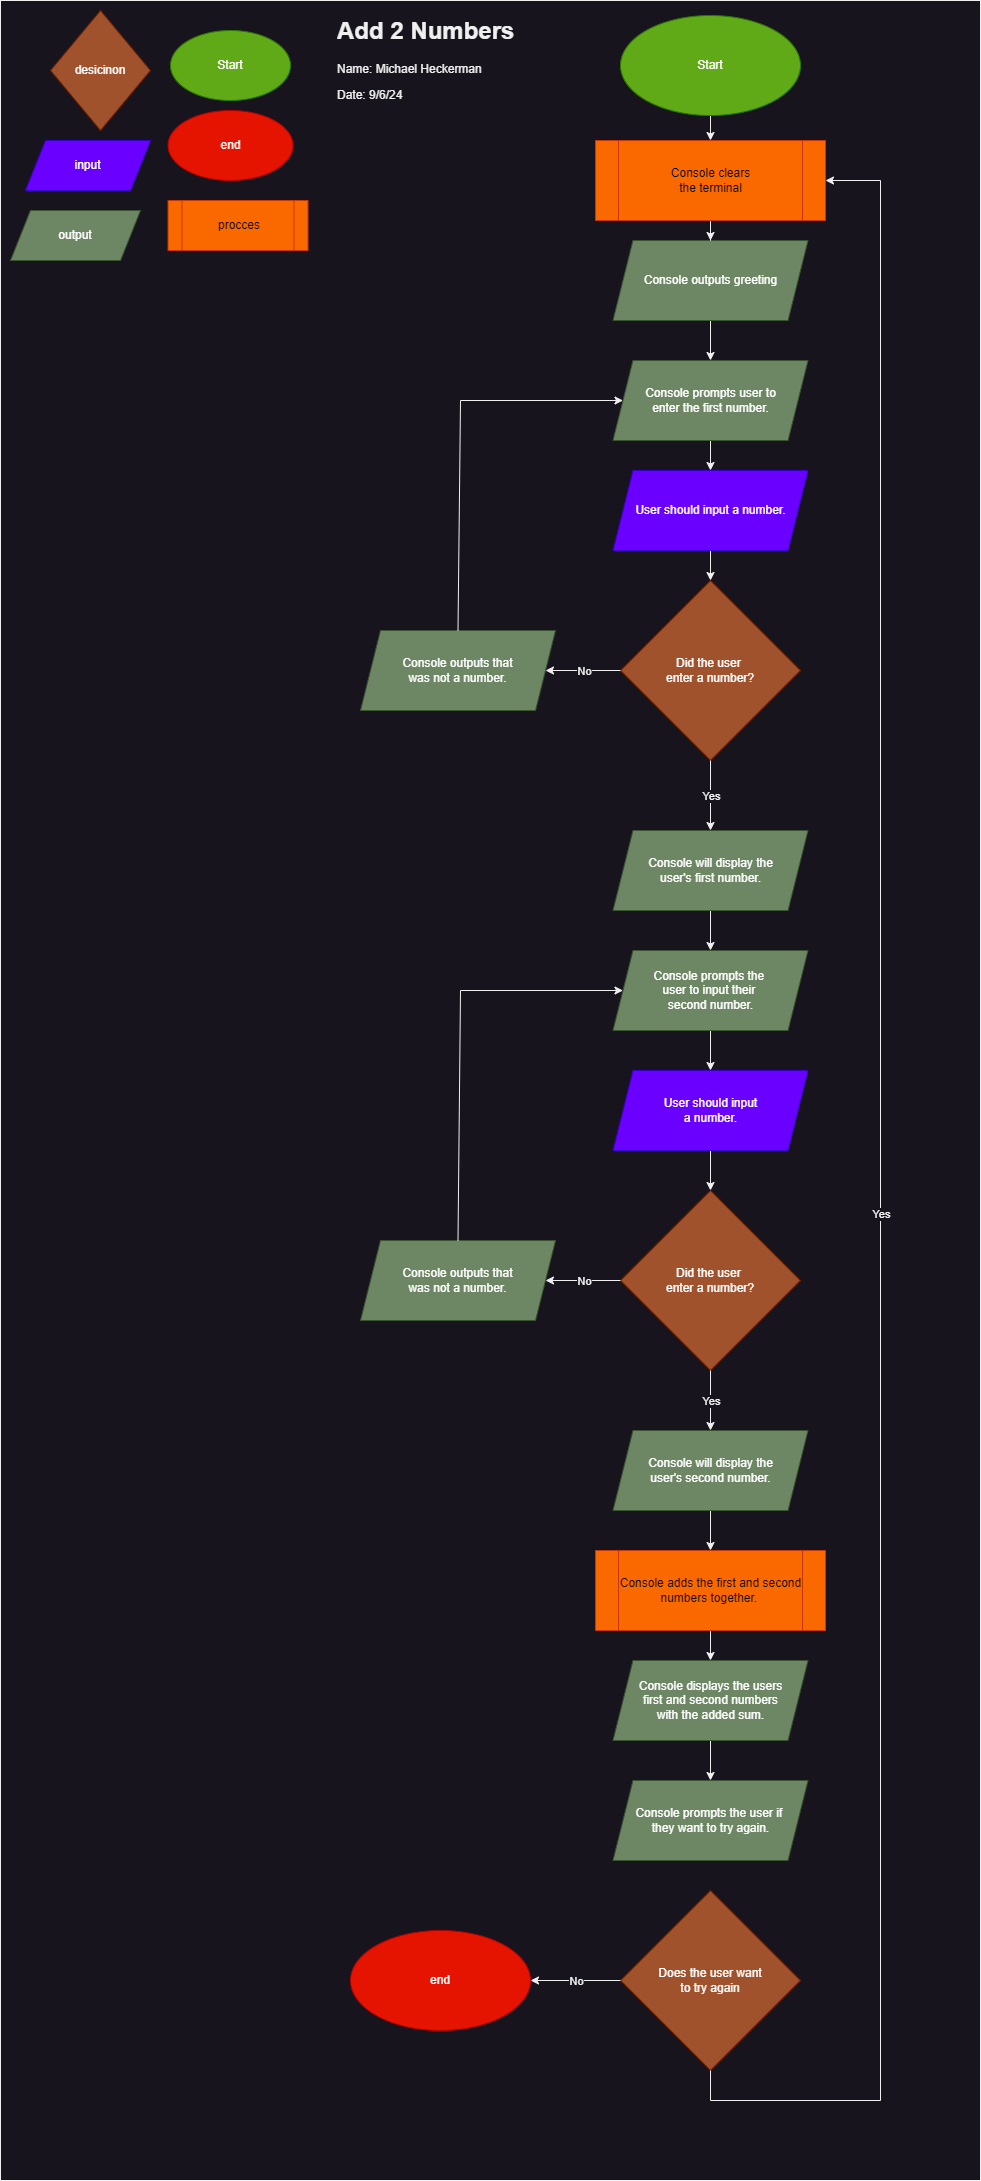 desicinon
Start
input
end
output
procces
Add 2 Numbers
Name: Michael Heckerman
Date: 9/6/24
Start
Console clears
the terminal
Console outputs greeting
Console prompts user to
enter the first number.
User should input a number.
Did the user
enter a number?
No
Console outputs that
was not a number.
Yes
Console will display the
user's first number.
Console prompts the
user to input their
second number.
User should input
a number.
Did the user
enter a number?
No
Console outputs that
was not a number.
Yes
Console will display the
user's second number.
Console adds the first and second
numbers together.
Console displays the users
first and second numbers
with the added sum.
Console prompts the user if
they want to try again.
Does the user want
to try again
No
end
Yes